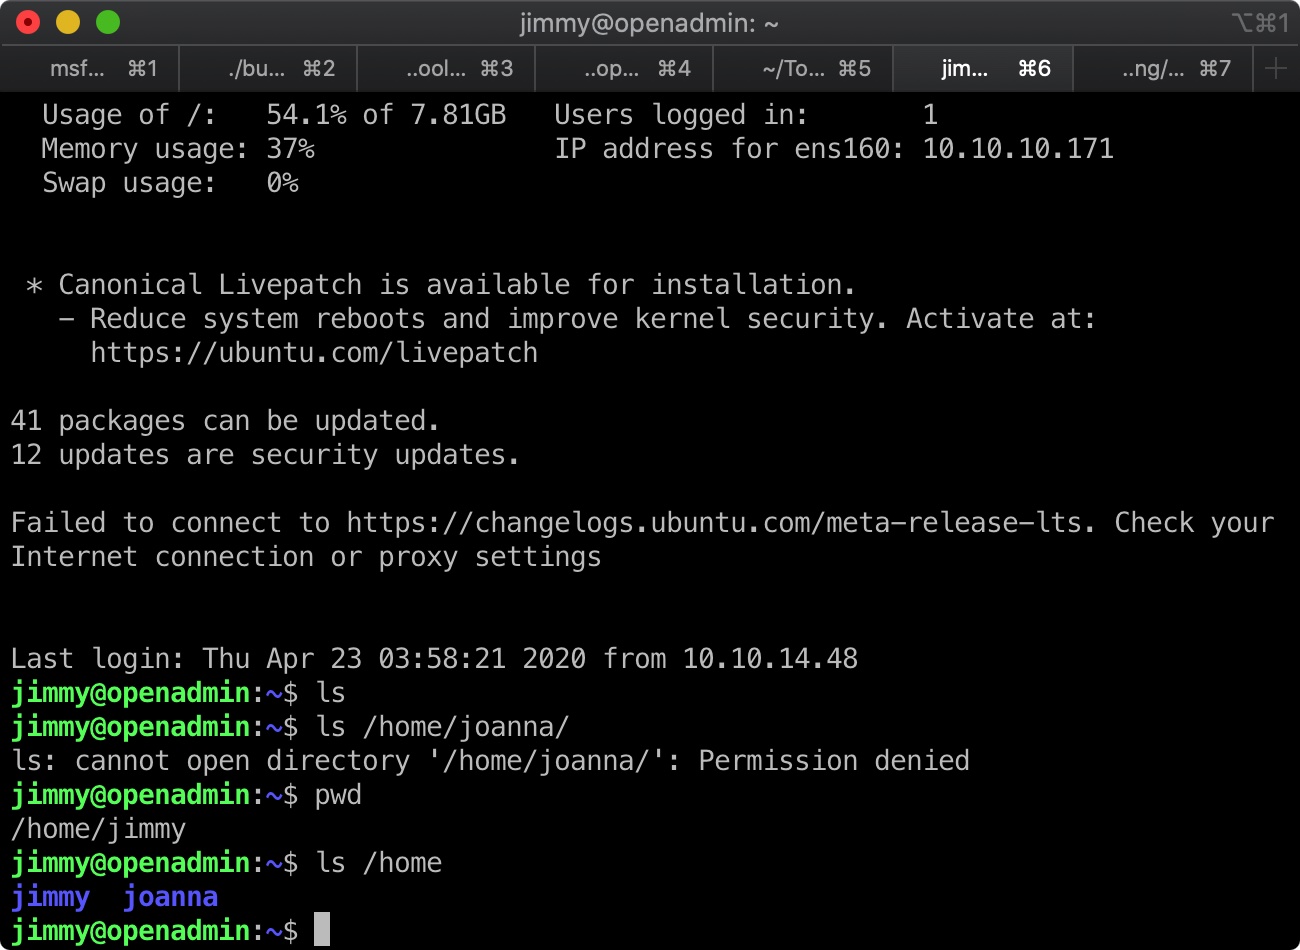 jimmy@openadmin: ~ ⌥⌘1
msf... ⌘1 ./bu... ⌘2 ..ool... ⌘3 ..op... ⌘4 ~/To... ⌘5 jim... ⌘6 ..ng/... ⌘7
Usage of /: 54.1% of 7.81GB Users logged in: 1
Memory usage: 37% IP address for ens160: 10.10.10.171
Swap usage: 0%
* Canonical Livepatch is available for installation.
- Reduce system reboots and improve kernel security. Activate at:
https://ubuntu.com/livepatch
41 packages can be updated.
12 updates are security updates.
Failed to connect to https://changelogs.ubuntu.com/meta-release-lts. Check your
Internet connection or proxy settings
Last login: Thu Apr 23 03:58:21 2020 from 10.10.14.48
jimmy@openadmin:~$ ls
jimmy@openadmin:~$ ls /home/joanna/
ls: cannot open directory '/home/joanna/': Permission denied
jimmy@openadmin:~$ pwd
/home/jimmy
jimmy@openadmin:~$ ls /home
jimmy joanna
jimmy@openadmin:~$